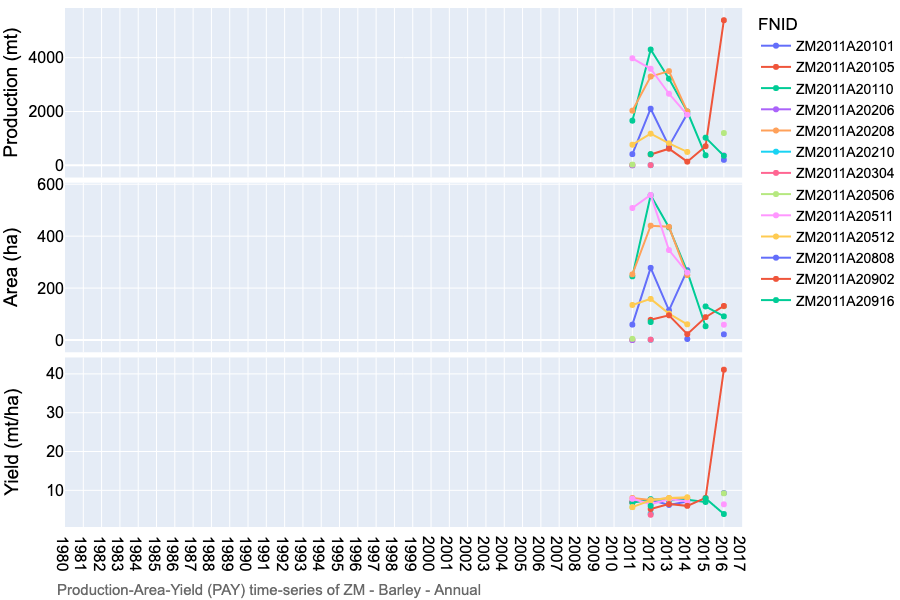 Production (mt)
4000
2000
0
Area (ha)
600
400
200
0
Yield (mt/ha)
40
30
20
10
1980 1981 1982 1983 1984 1985 1986 1987 1988 1989 1990 1991 1992 1993 1994 1995 1996 1997 1998 1999 2000 2001 2002 2003 2004 2005 2006 2007 2008 2009 2010 2011 2012 2013 2014 2015 2016 2017
Production-Area-Yield (PAY) time-series of ZM - Barley - Annual
FNID
ZM2011A20101
ZM2011A20105
ZM2011A20110
ZM2011A20206
ZM2011A20208
ZM2011A20210
ZM2011A20304
ZM2011A20506
ZM2011A20511
ZM2011A20512
ZM2011A20808
ZM2011A20902
ZM2011A20916